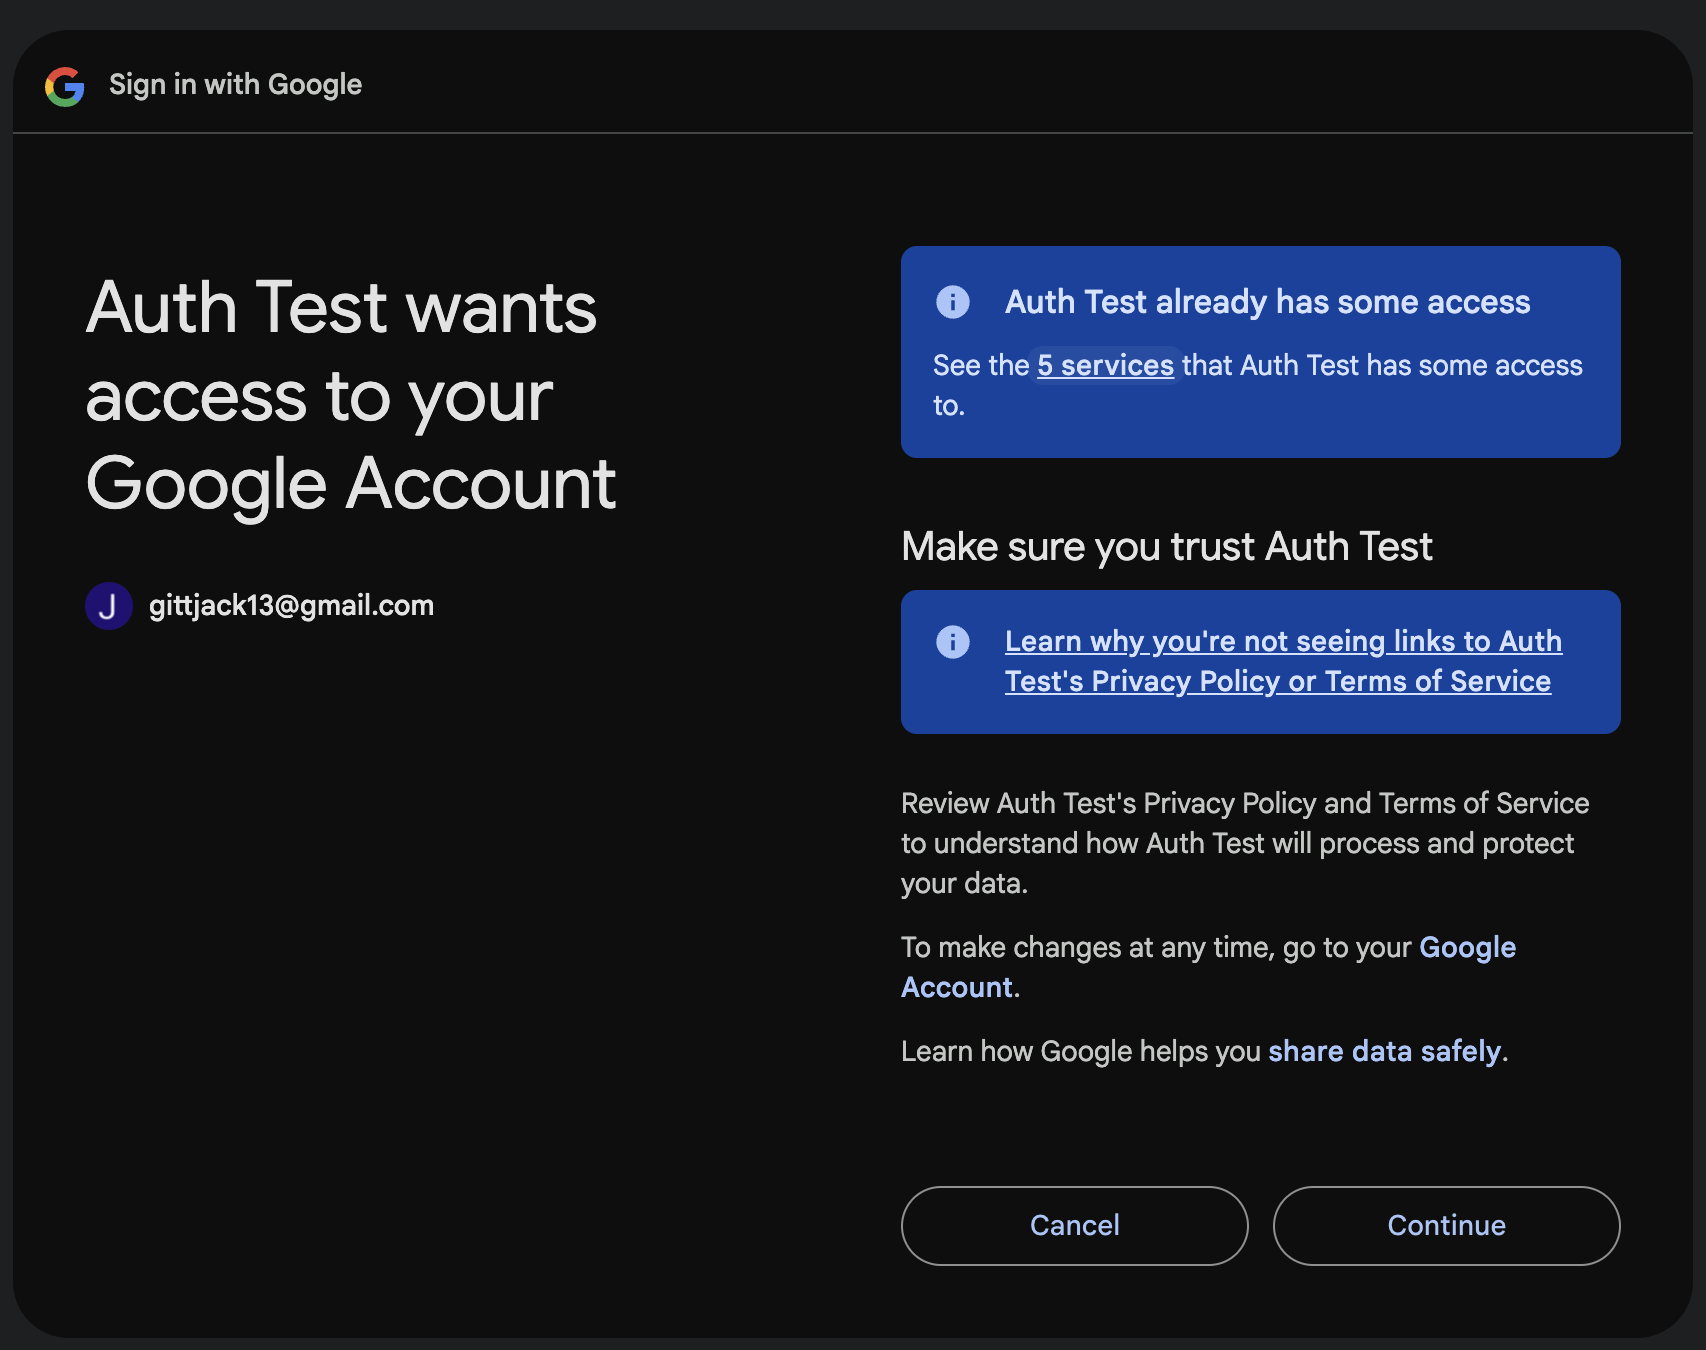 Sign in with Google
Auth Test wants
access to your
Google Account
J
gittjack13@gmail.com
Auth Test already has some access
See the 5 services that Auth Test has some access
to.
Make sure you trust Auth Test
Learn why you're not seeing links to Auth
Test's Privacy Policy or Terms of Service
Review Auth Test's Privacy Policy and Terms of Service
to understand how Auth Test will process and protect
your data.
To make changes at any time, go to your Google
Account.
Learn how Google helps you share data safely.
Cancel
Continue